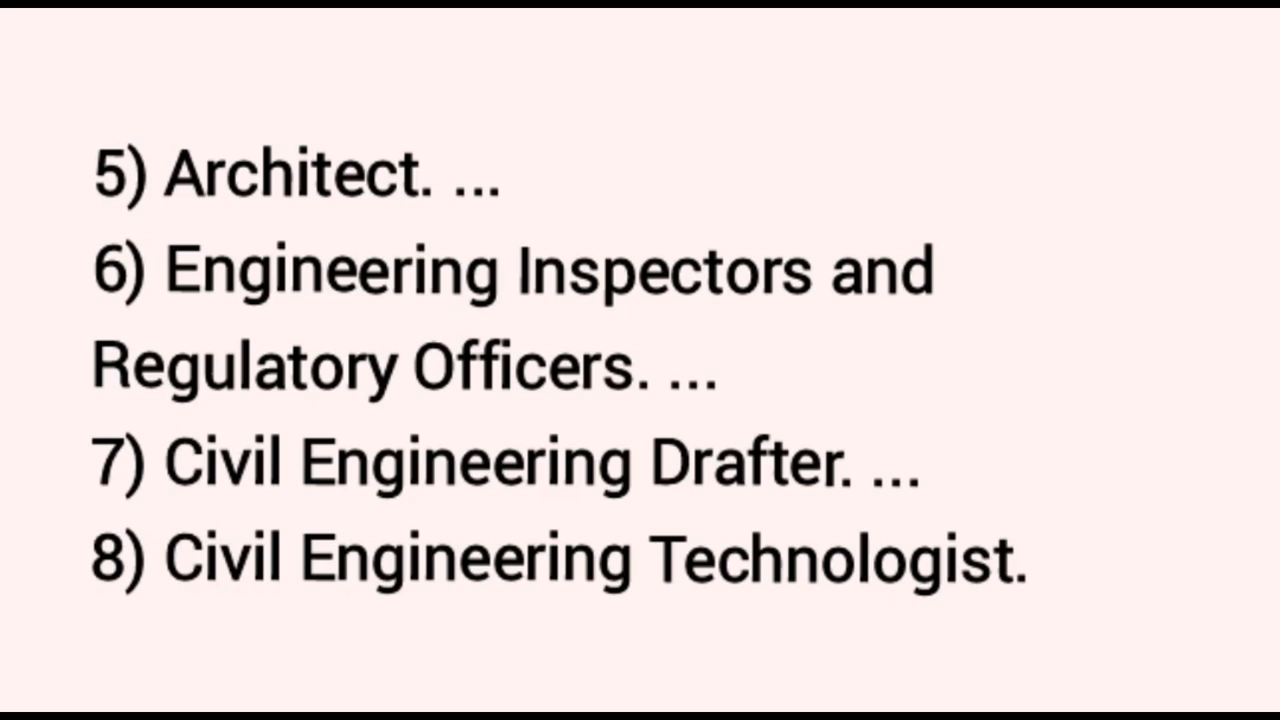 5) Architect. ...
6) Engineering Inspectors and
Regulatory Officers. ...
7) Civil Engineering Drafter. ...
8) Civil Engineering Technologist.